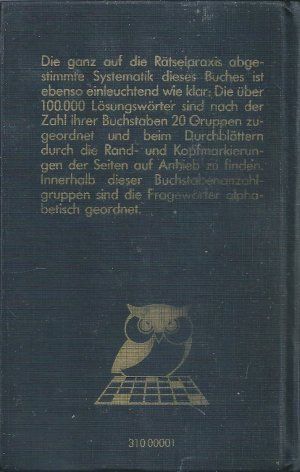 Die ganz auf die Rätselpraxis abge-
stimmte Systematik dieses Buches ist
ebenso einleuchtend wie klar: Die über
100.000 Lösungswörter sind nach der
Zahl ihrer Buchstaben 20 Gruppen zu-
geordnet und beim Durchblättern
durch die Rand- und Kopfmarkierun-
gen der Seiten auf Anhieb zu finden.
Innerhalb dieser Buchstabenanzahl-
gruppen sind die Fragewörter alpha-
betisch geordnet.
310 00001